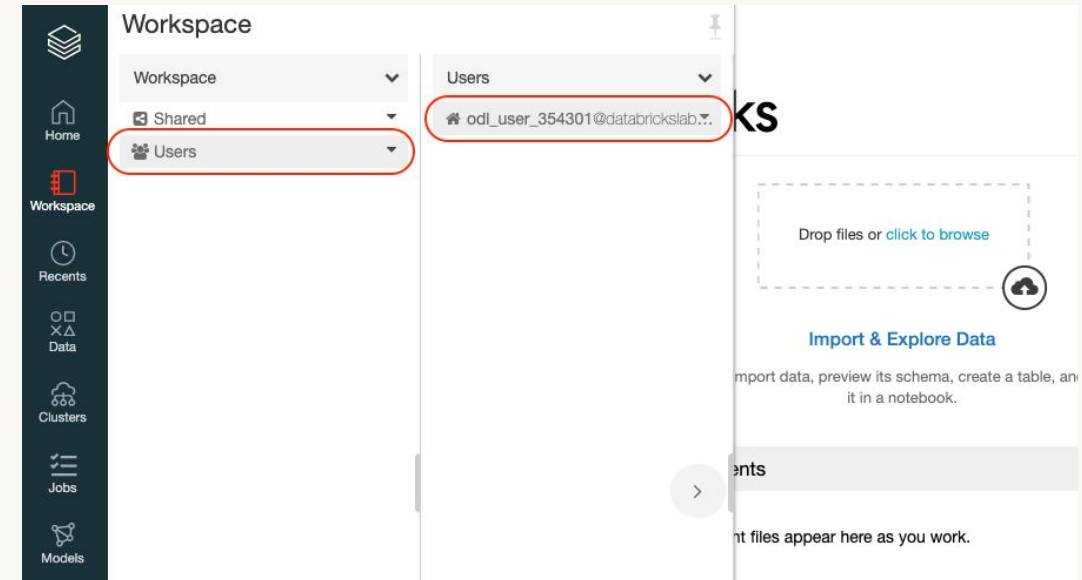 Workspace
Home
Workspace
Recents
Data
Clusters
Jobs
Models
Workspace
Shared
Users
Users
odl_user_354301@databrickslab...
ks
Drop files or click to browse
Import & Explore Data
mport data, preview its schema, create a table, an
it in a notebook.
ents
nt files appear here as you work.